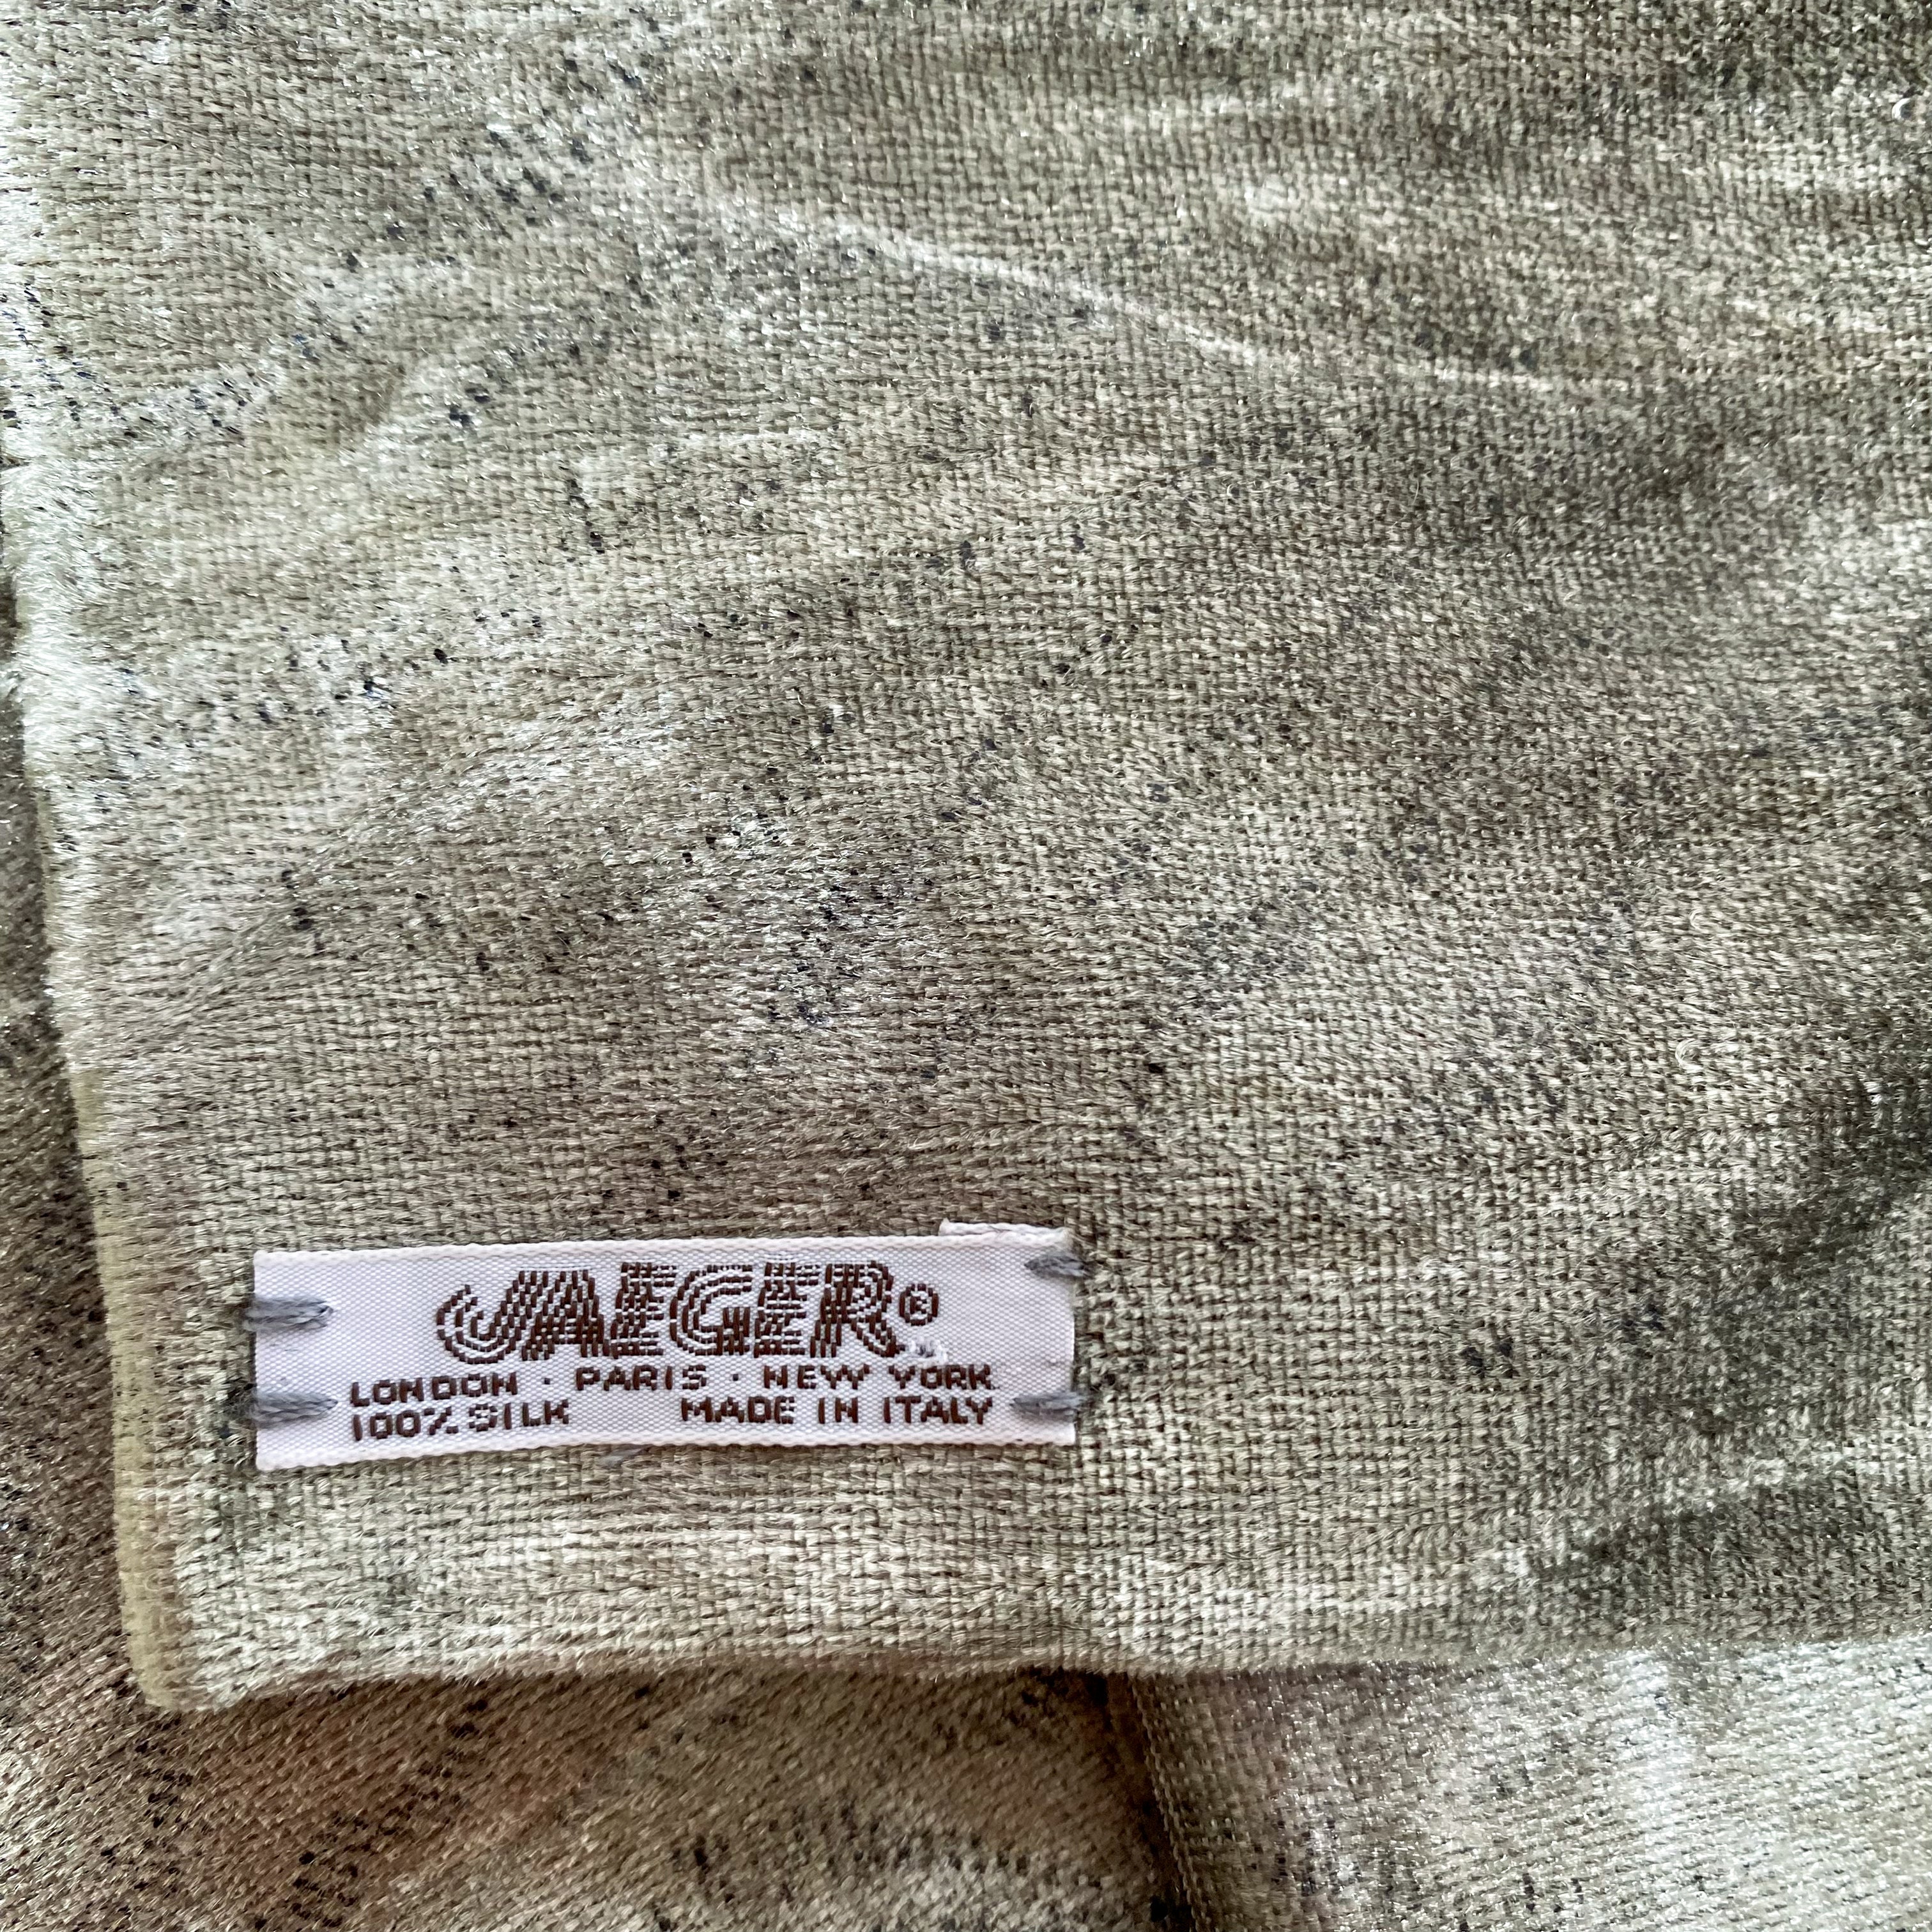 JAEGER®
LONDON · PARIS · NEW YORK
100% SILK MADE IN ITALY